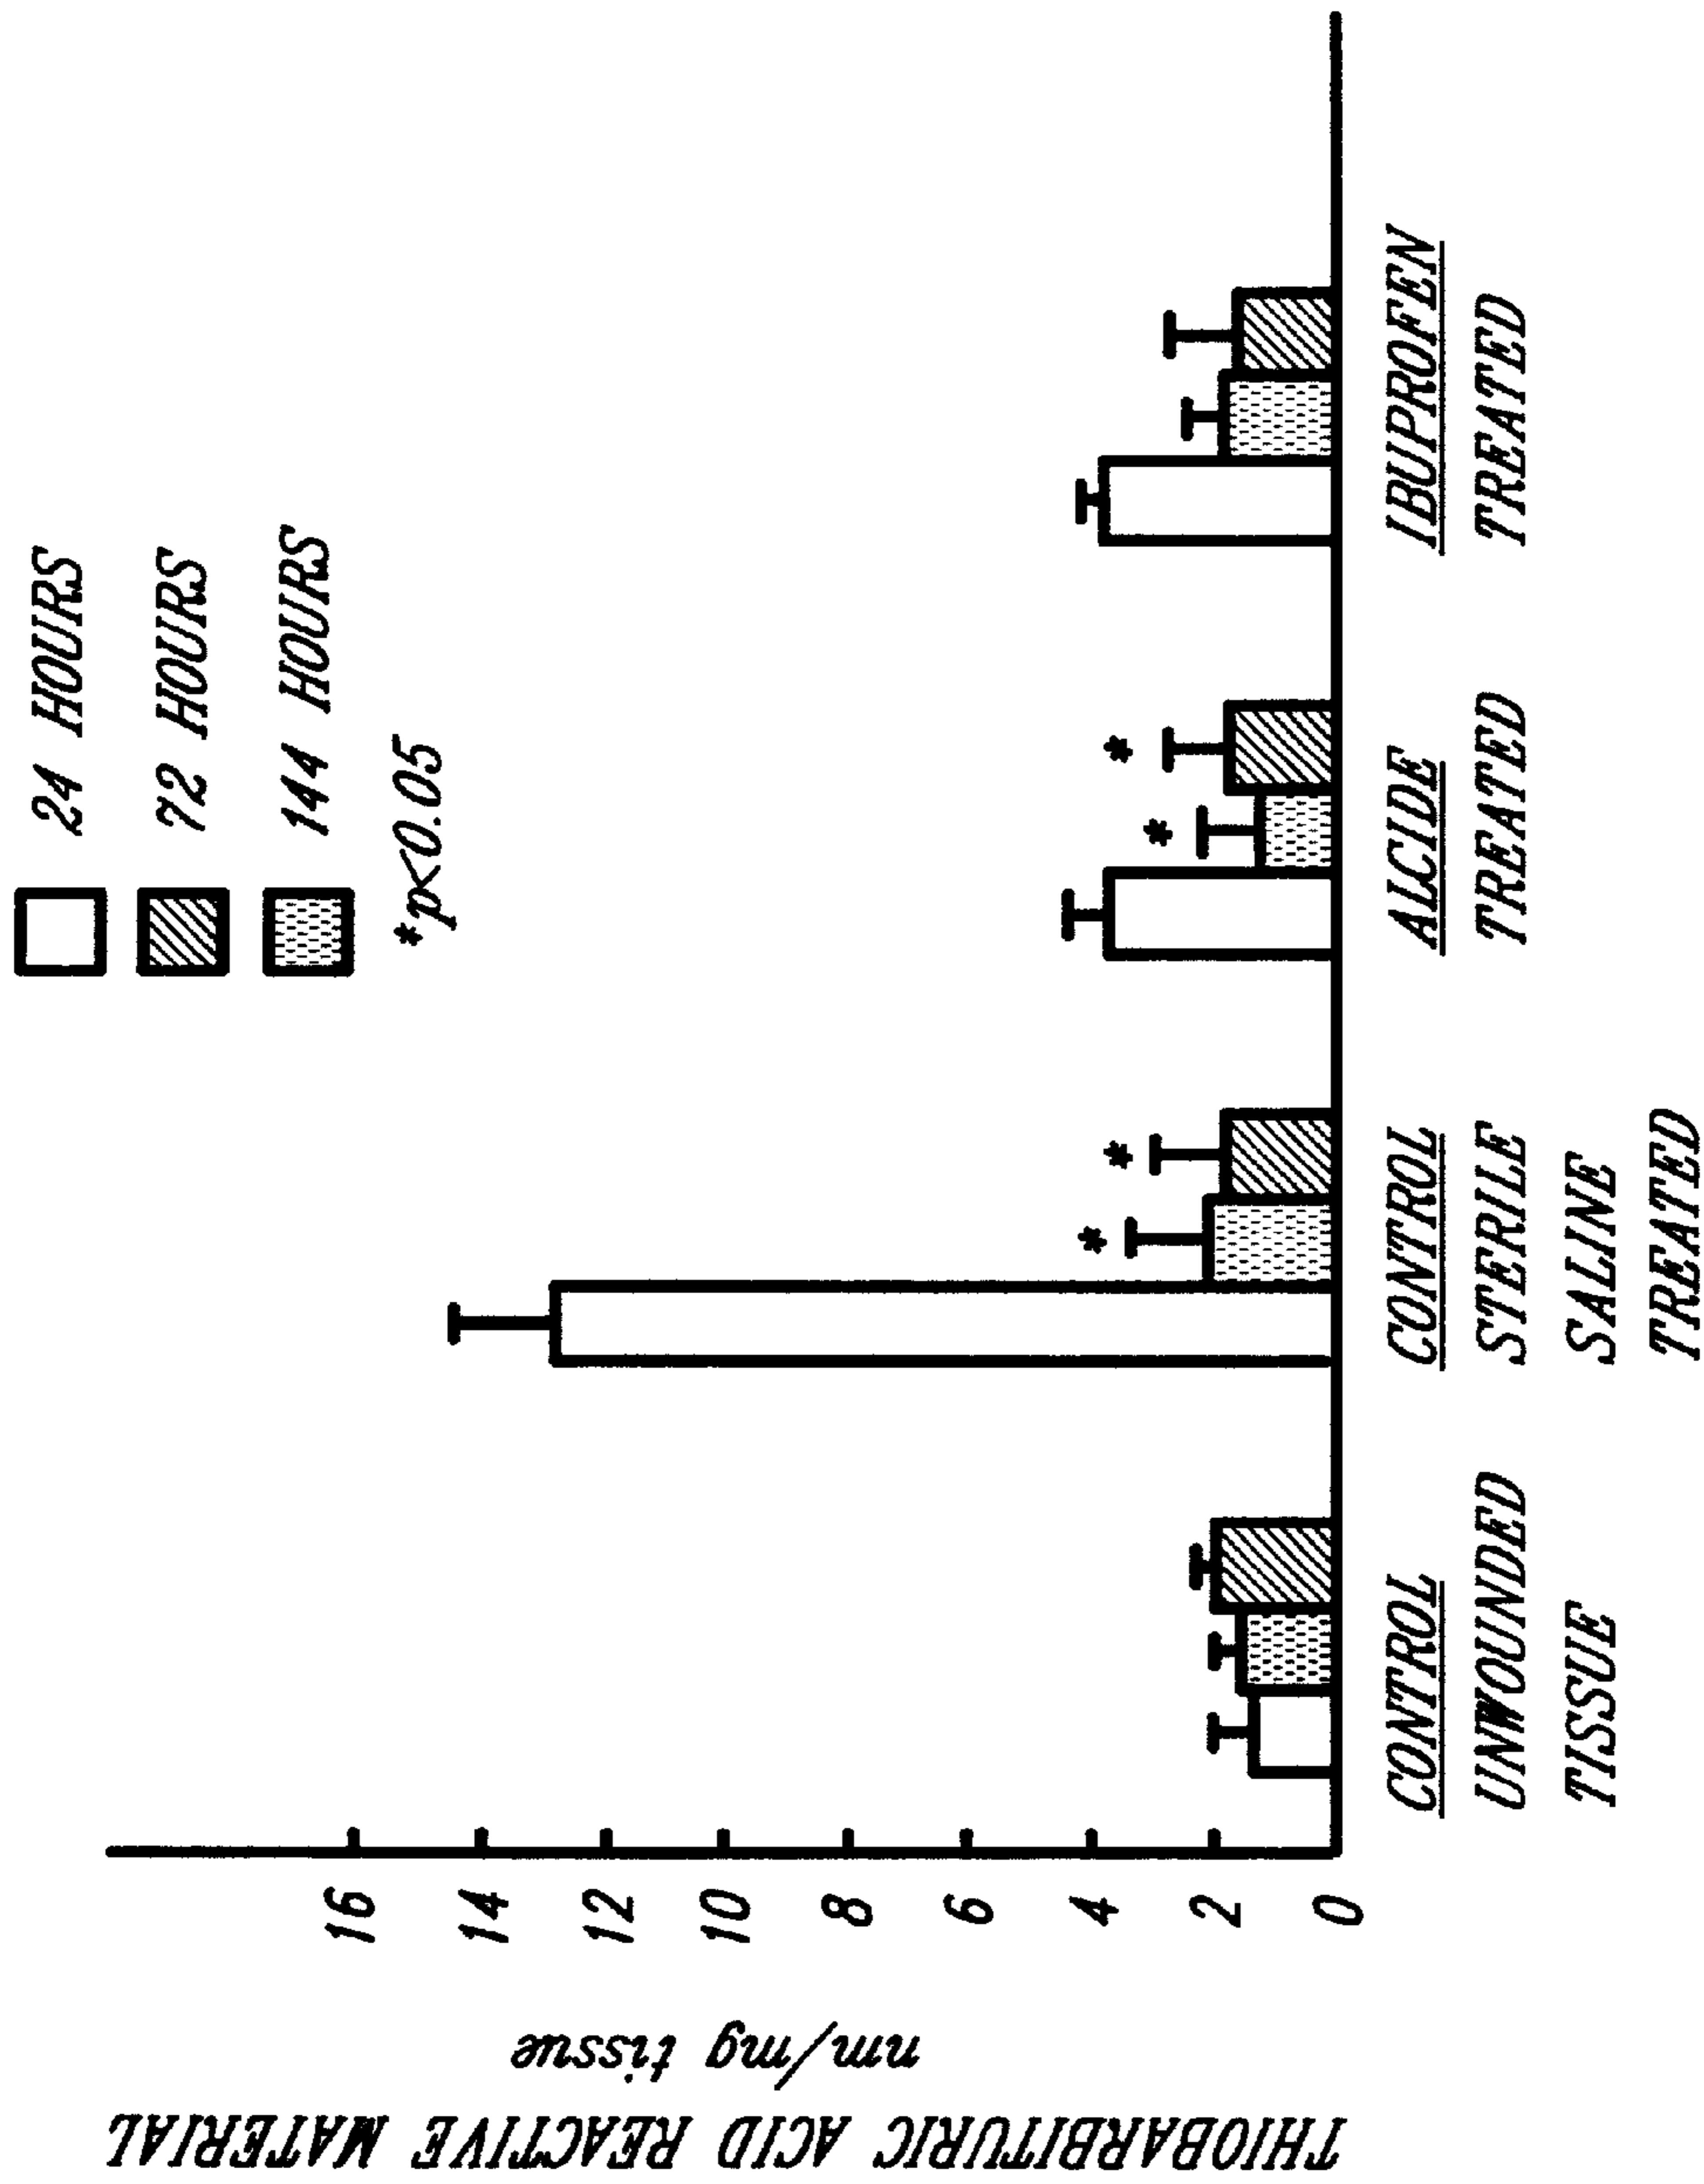 24 HOURS
72 HOURS
144 HOURS
*p<0.05
THIOBARBITURIC ACID REACTIVE MATERIAL
nm/mg tissue
16
14
12
10
8
6
4
2
0
*
*
*
*
CONTROL
UNWOUNDED
TISSUE
CONTROL
STERILE
SALINE
TREATED
ALCIDE
TREATED
IBUPROFEN
TREATED